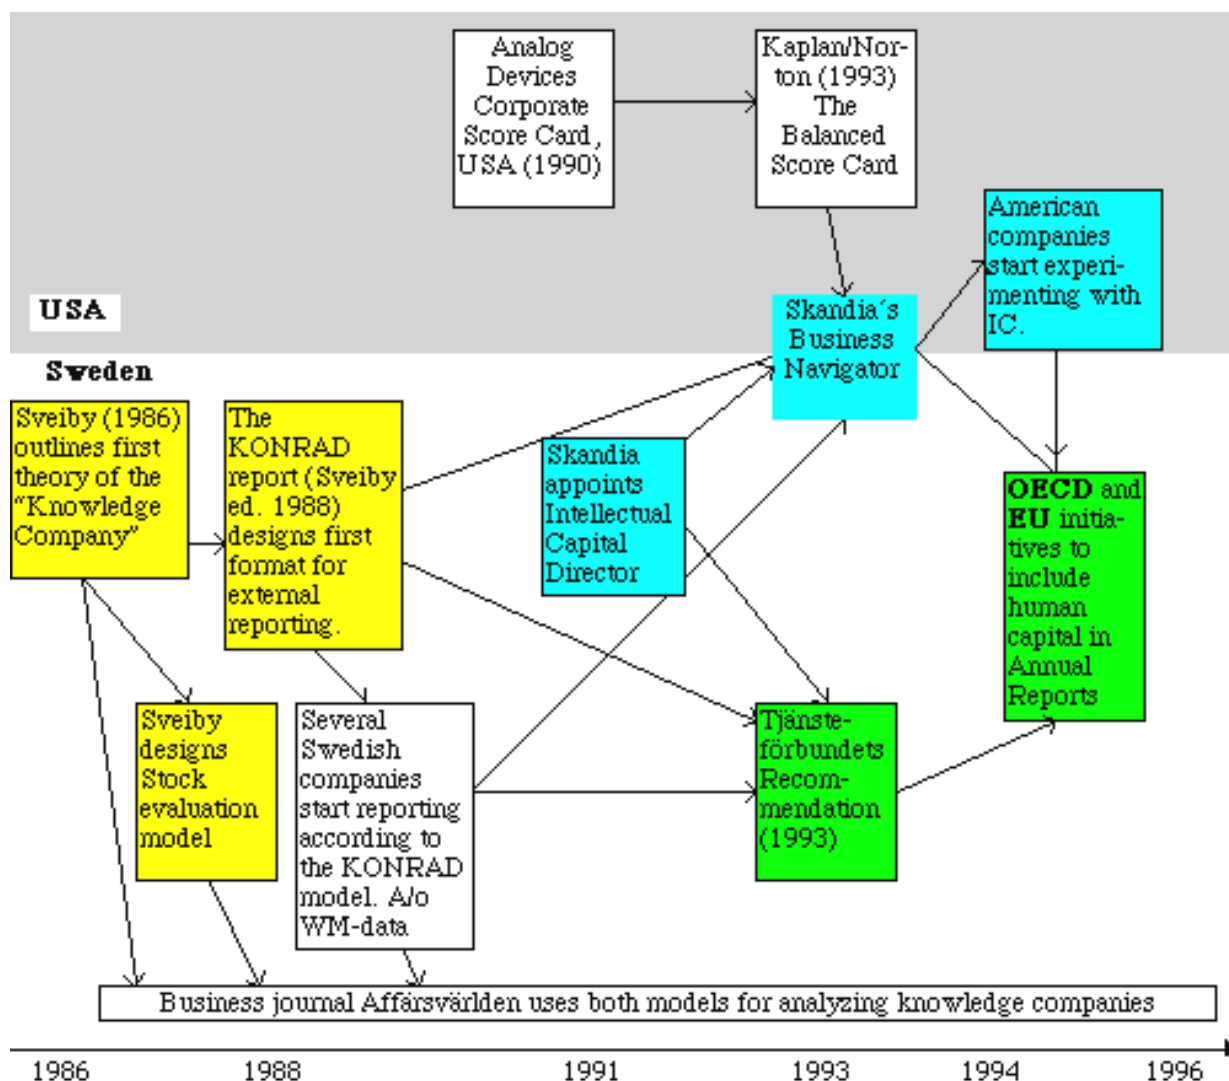 Analog
Devices
Corporate
Score Card,
USA (1990)
Kaplan/Nor-
ton (1993)
The
Balanced
Score Card
American
companies
start experi-
menting with
IC.
USA
Skandia´s
Business
Navigator
Sweden
Sveiby (1986)
outlines first
theory of the
“Knowledge
Company”
The
KONRAD
report (Sveiby
ed. 1988)
designs first
format for
external
reporting.
Skandia
appoints
Intellectual
Capital
Director
OECD and
EU initia-
tives to
include
human
capital in
Annual
Reports
Sveiby
designs
Stock
evaluation
model
Several
Swedish
companies
start reporting
according to
the KONRAD
model. A/o
WM-data
Tjänste-
förbundets
Recom-
mendation
(1993)
Business journal Affärsvärlden uses both models for analyzing knowledge companies
1986 1988 1991 1993 1994 1996